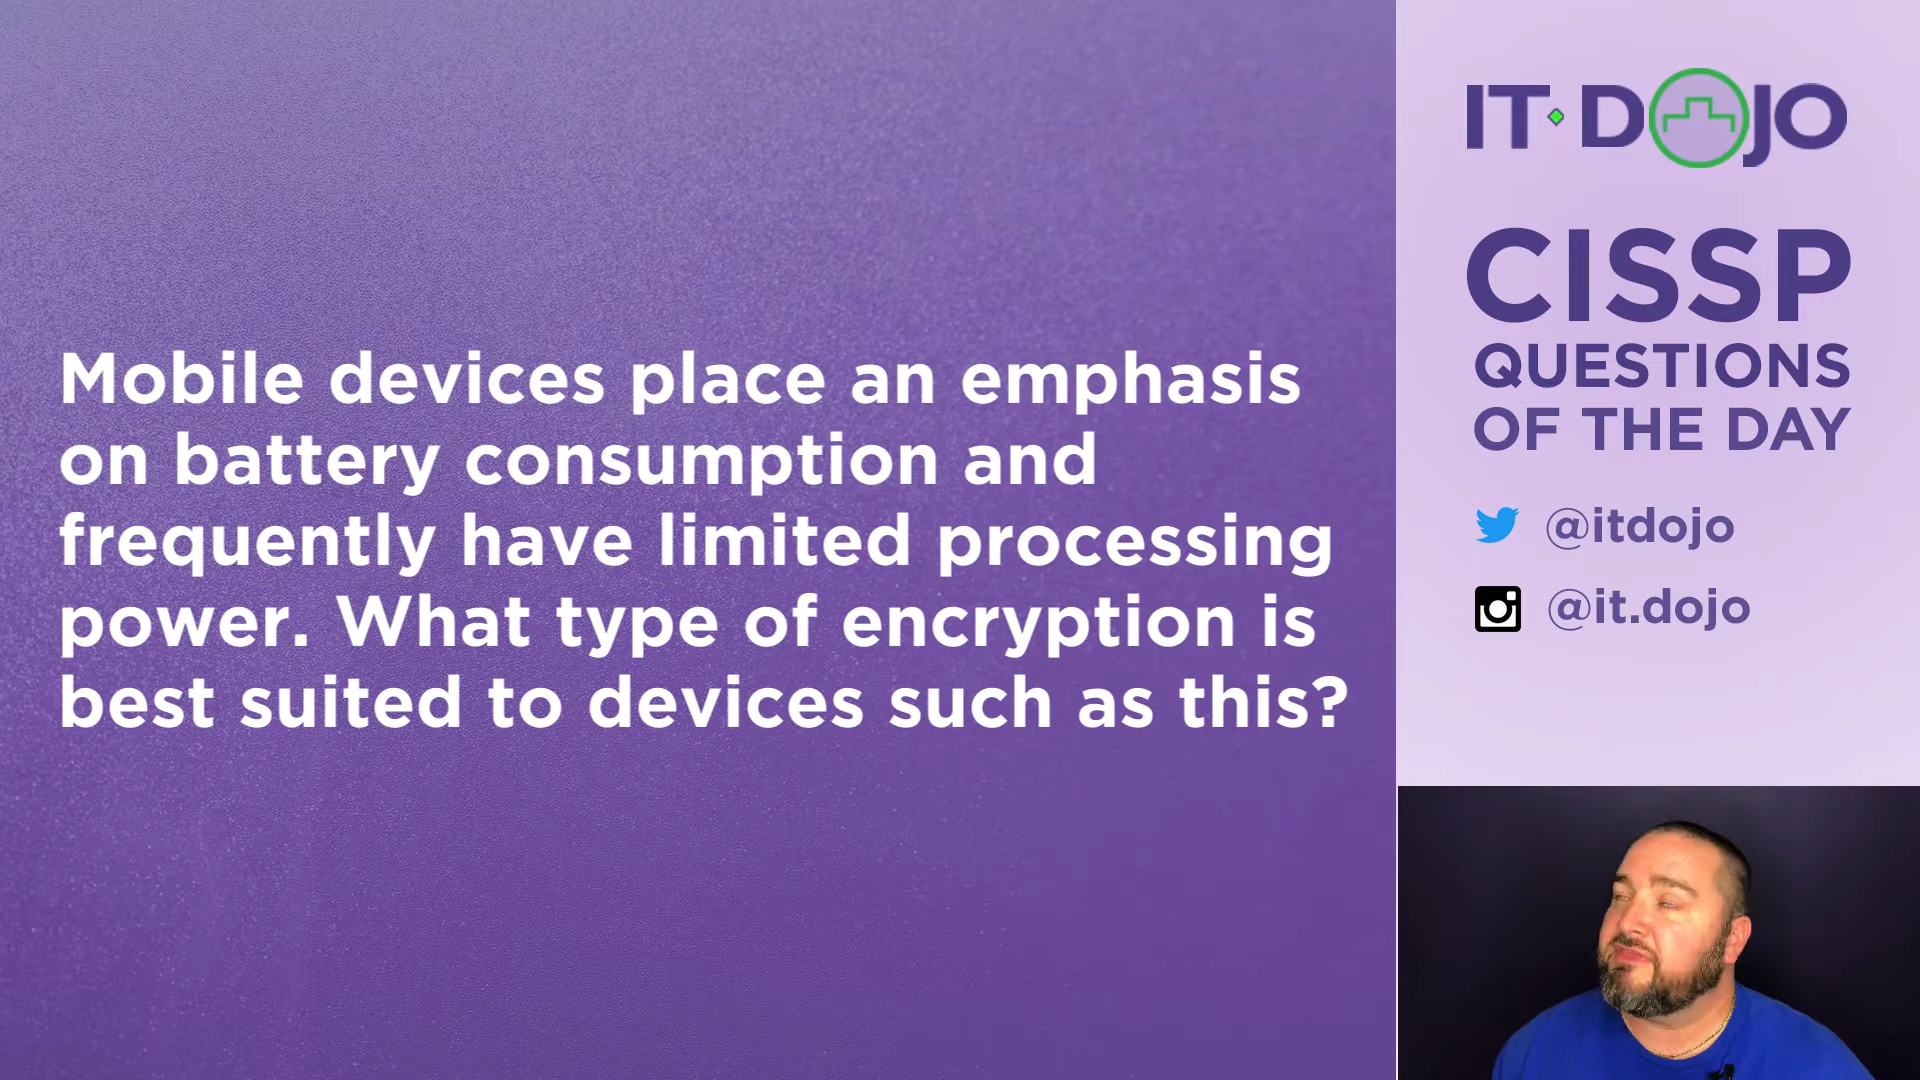 Mobile devices place an emphasis
on battery consumption and
frequently have limited processing
power. What type of encryption is
best suited to devices such as this?
IT DOJO
CISSP
QUESTIONS
OF THE DAY
@itdojo
@it.dojo